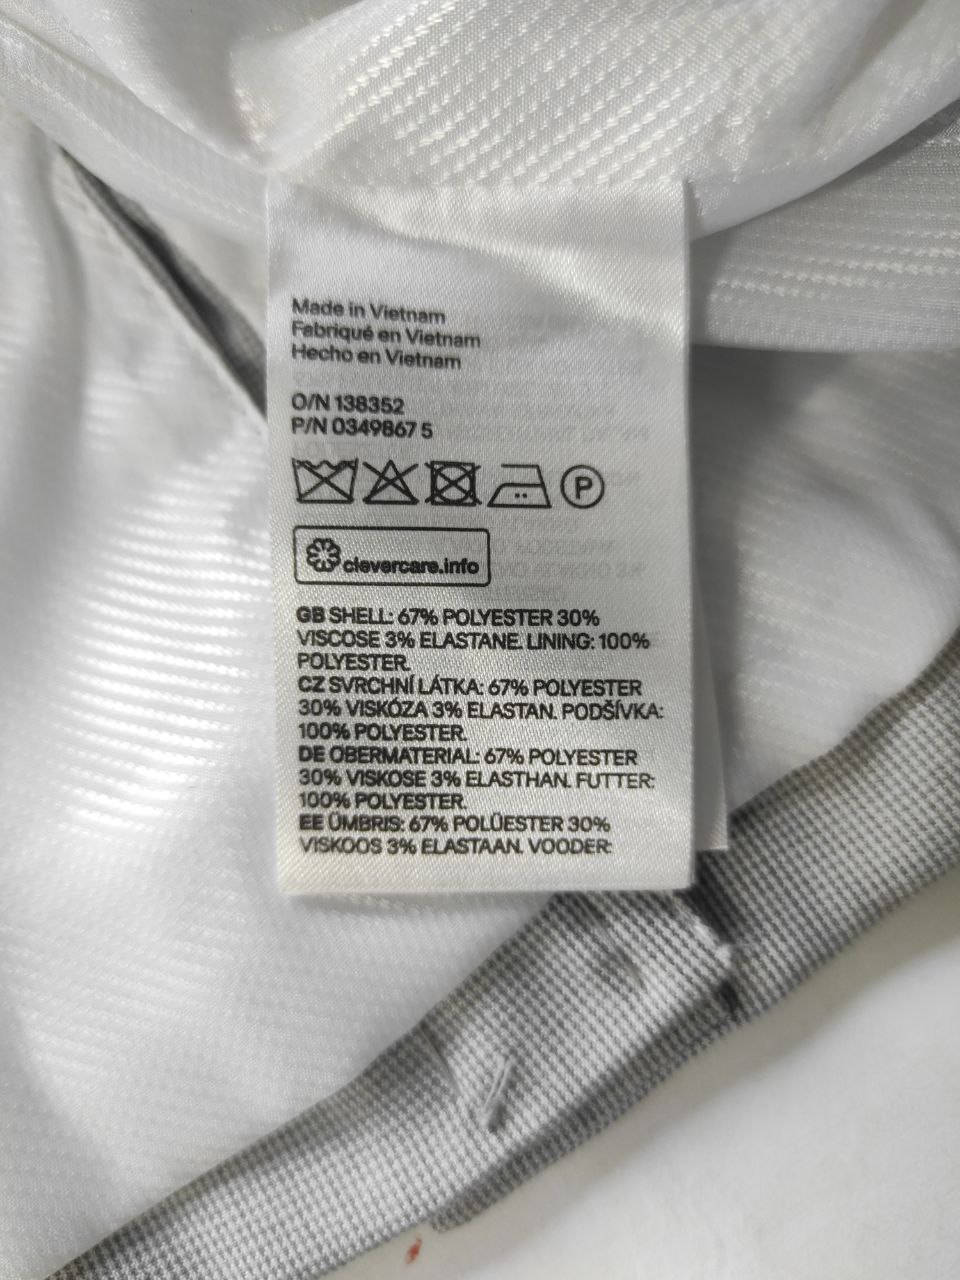 Made in Vietnam
Fabriqué en Vietnam
Hecho en Vietnam
O/N 138352
P/N 0349867 5
P
clevercare.info
GB SHELL: 67% POLYESTER 30%
VISCOSE 3% ELASTANE. LINING: 100%
POLYESTER.
CZ SVRCHNÍ LÁTKA: 67% POLYESTER
30% VISKÓZA 3% ELASTAN. PODŠÍVKA:
100% POLYESTER.
DE OBERMATERIAL: 67% POLYESTER
30% VISKOSE 3% ELASTHAN. FUTTER:
100% POLYESTER.
EE ÜMBRIS: 67% POLÜESTER 30%
VISKOOS 3% ELASTAAN. VOODER: